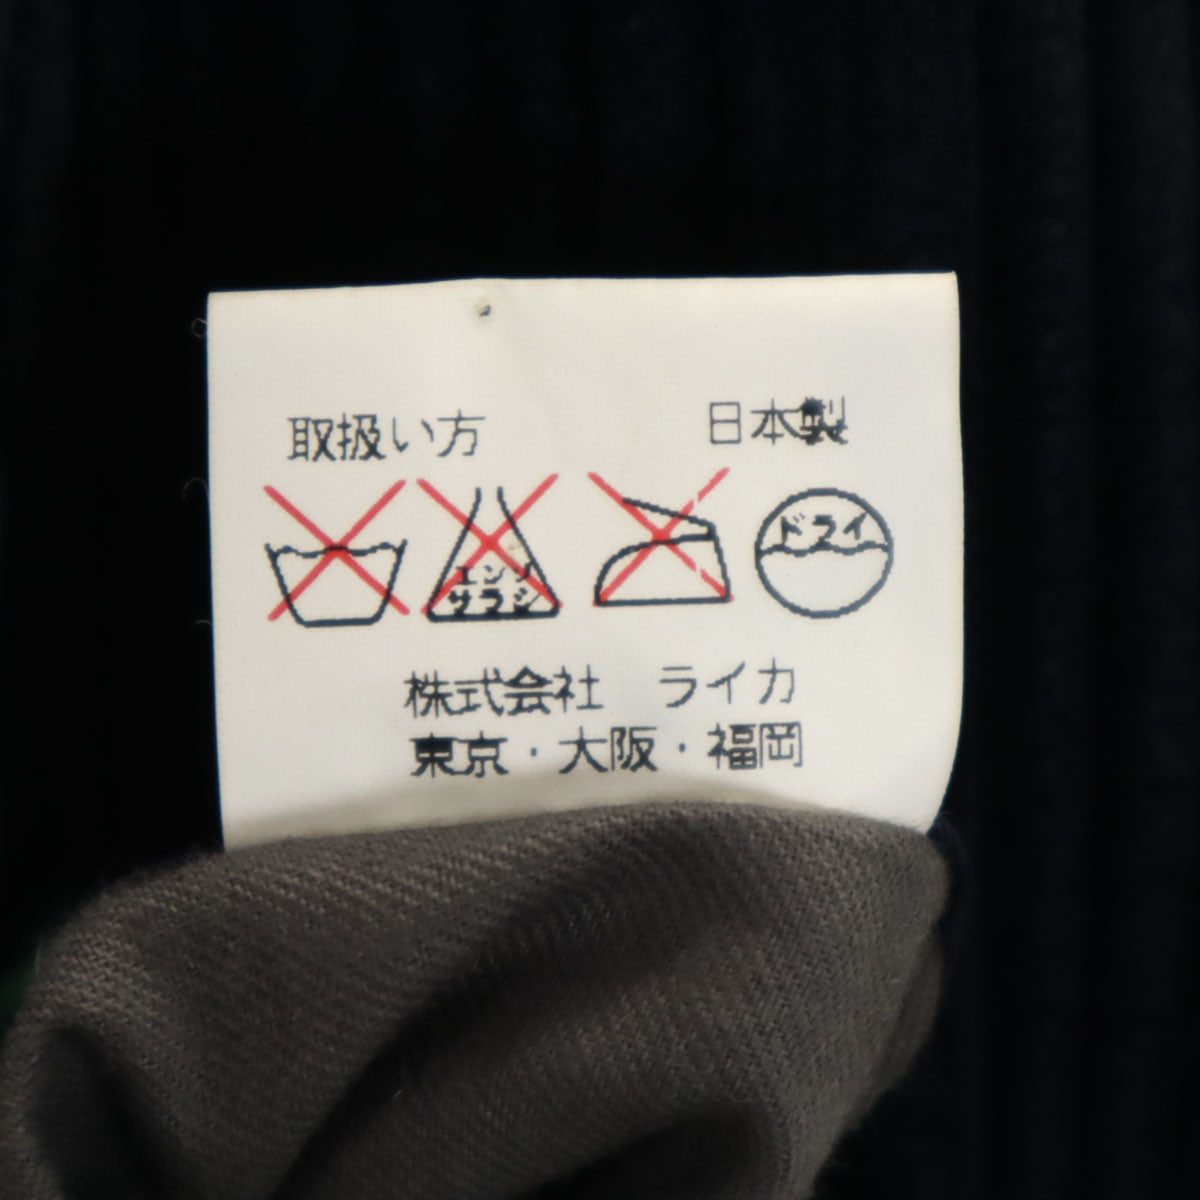 取扱い方 日本製
エンソ ドライ
サラシ
株式会社 ライカ
東京・大阪・福岡